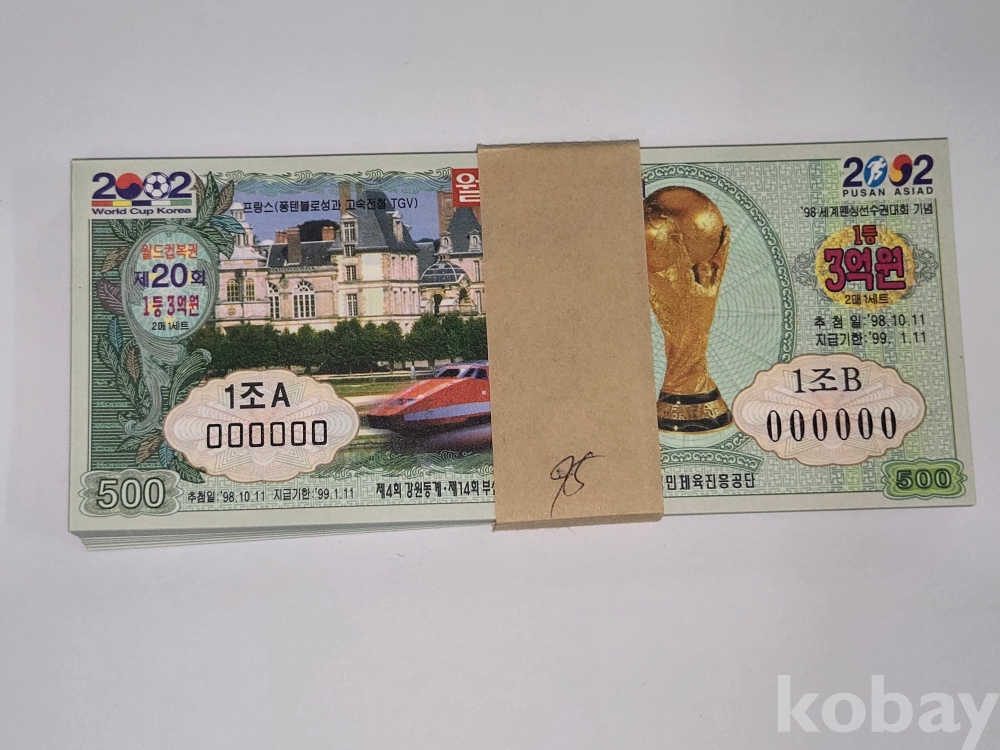 2002
World Cup Korea
프랑스(퐁텐블로성과 고속전철 TGV)
월드컵복권
제20회
1등 3억원
2매1세트
1조A
000000
500
추첨일:'98.10.11 지급기한:'99.1.11
제4회 강원동계·제14회 부산
월
2002
PUSAN ASIAD
'98세계펜싱선수권대회 기념
1등
3억원
2매1세트
추첨일:'98.10.11
지급기한:'99. 1.11
1조B
000000
민체육진흥공단
500
95
kobay